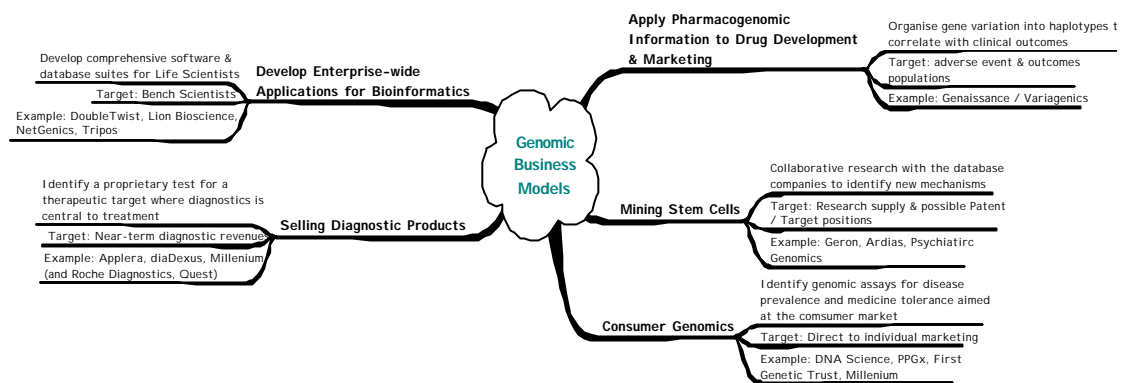 Genomic
Business
Models
Develop Enterprise-wide
Applications for Bioinformatics
Develop comprehensive software &
database suites for Life Scientists
Target: Bench Scientists
Example: DoubleTwist, Lion Bioscience,
NetGenics, Tripos
Selling Diagnostic Products
Identify a proprietary test for a
therapeutic target where diagnostics is
central to treatment
Target: Near-term diagnostic revenue
Example: Applera, diaDexus, Millenium
(and Roche Diagnostics, Quest)
Apply Pharmacogenomic
Information to Drug Development
& Marketing
Organise gene variation into haplotypes t
correlate with clinical outcomes
Target: adverse event & outcomes
populations
Example: Genaissance / Variagenics
Mining Stem Cells
Collaborative research with the database
companies to identify new mechanisms
Target: Research supply & possible Patent
/ Target positions
Example: Geron, Ardias, Psychiatirc
Genomics
Consumer Genomics
Identify genomic assays for disease
prevalence and medicine tolerance aimed
at the comsumer market
Target: Direct to individual marketing
Example: DNA Science, PPGx, First
Genetic Trust, Millenium